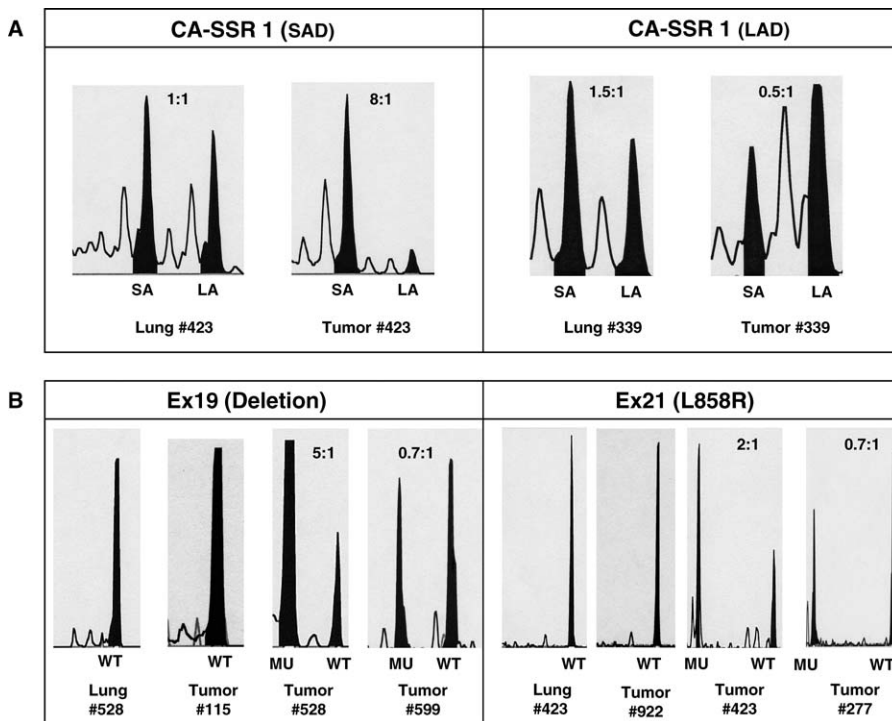 A
CA-SSR 1 (SAD)
CA-SSR 1 (LAD)
1:1
8:1
1.5:1
0.5:1
SA LA
SA LA
SA LA
SA LA
Lung #423
Tumor #423
Lung #339
Tumor #339
B
Ex19 (Deletion)
Ex21 (L858R)
5:1
0.7:1
2:1
0.7:1
WT
WT
MU WT
MU WT
WT
WT
MU WT
MU WT
Lung
#528
Tumor
#115
Tumor
#528
Tumor
#599
Lung
#423
Tumor
#922
Tumor
#423
Tumor
#277